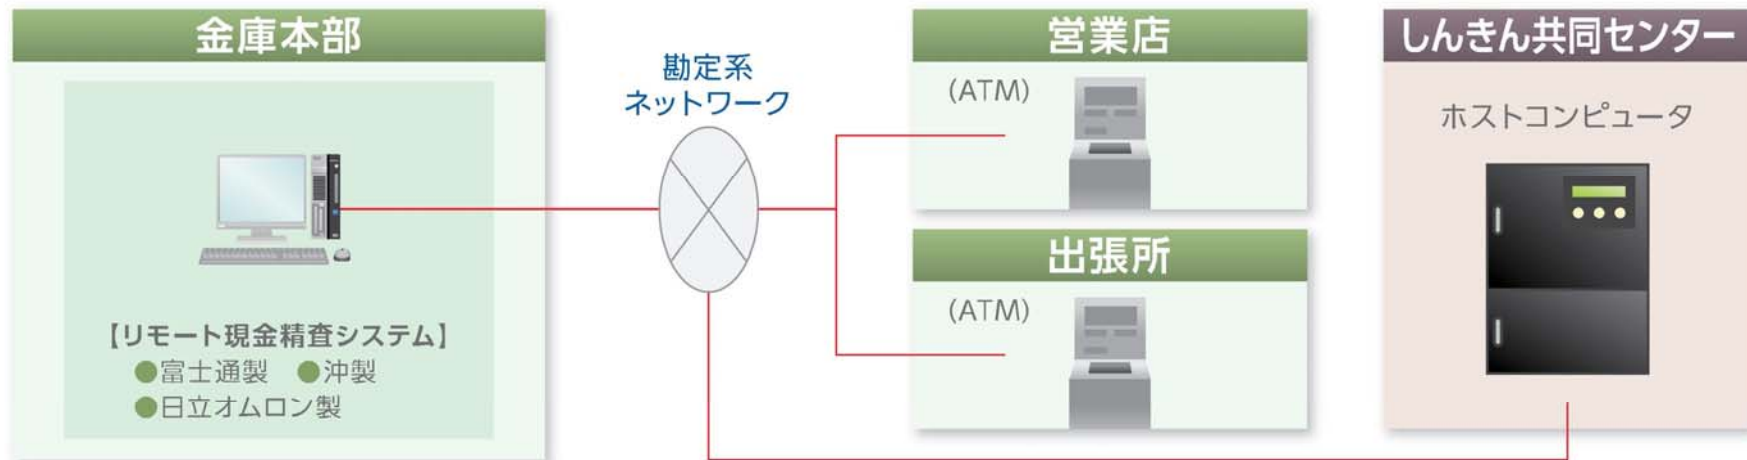 金庫本部
【リモート現金精査システム】
●富士通製 ●沖製
●日立オムロン製
勘定系
ネットワーク
営業店
(ATM)
出張所
(ATM)
しんきん共同センター
ホストコンピュータ